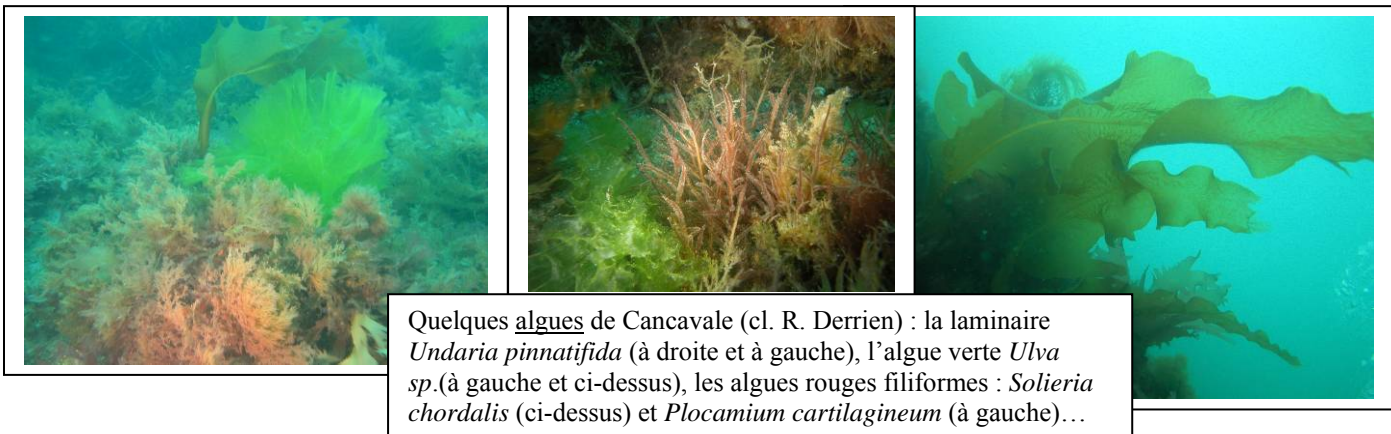 Quelques algues de Cancavale (cl. R. Derrien) : la laminaire
Undaria pinnatifida (à droite et à gauche), l’algue verte Ulva
sp.(à gauche et ci-dessus), les algues rouges filiformes : Solieria
chordalis (ci-dessus) et Plocamium cartilagineum (à gauche)…